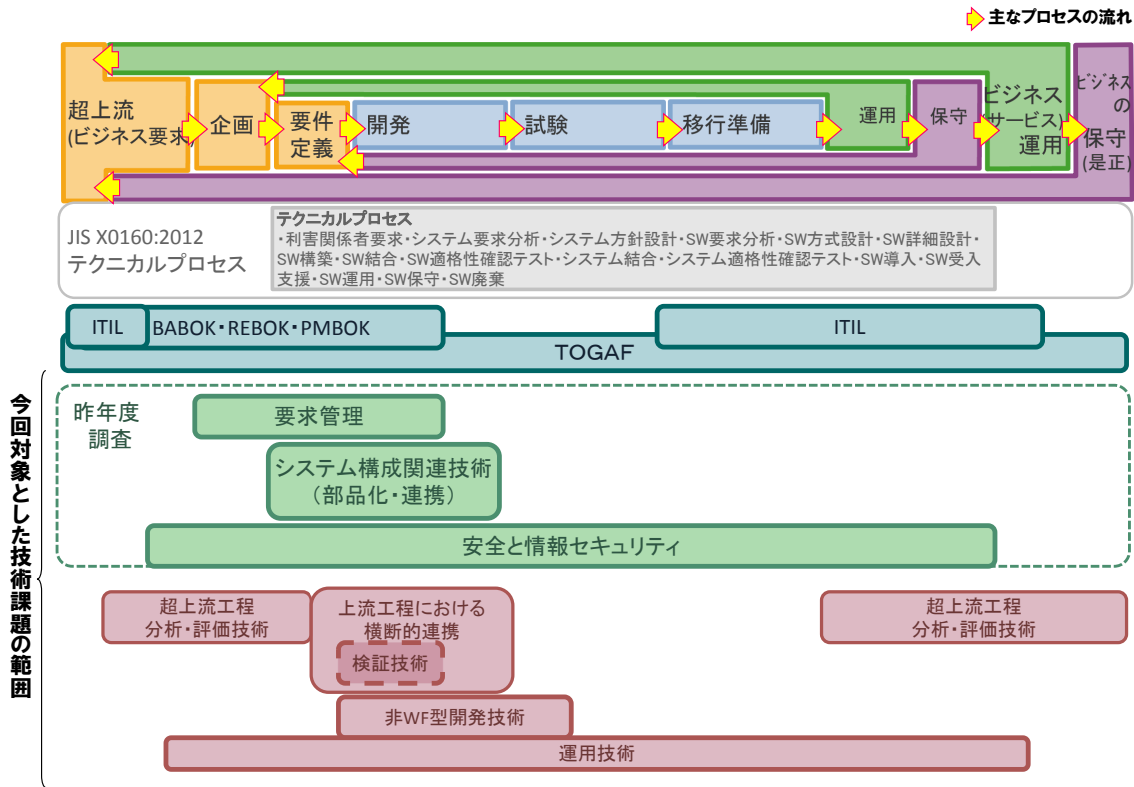 主なプロセスの流れ
超上流
(ビジネス要求)
企画
要件
定義
開発
試験
移行準備
運用
保守
ビジネス
(サービス)
運用
ビジネス
の
保守
(是正)
JIS X0160:2012
テクニカルプロセス
テクニカルプロセス
・利害関係者要求・システム要求分析・システム方針設計・SW要求分析・SW方式設計・SW詳細設計・
SW構築・SW結合・SW適格性確認テスト・システム結合・システム適格性確認テスト・SW導入・SW受入
支援・SW運用・SW保守・SW廃棄
ITIL
BABOK・REBOK・PMBOK
ITIL
TOGAF
今回対象とした技術課題の範囲
昨年度
調査
要求管理
システム構成関連技術
(部品化・連携)
安全と情報セキュリティ
超上流工程
分析・評価技術
上流工程における
横断的連携
検証技術
超上流工程
分析・評価技術
非WF型開発技術
運用技術